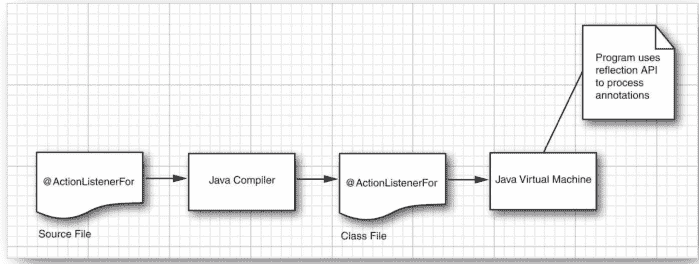 Program uses
reflection API
to process
annotations
@ActionListenerFor
Java Compiler
@ActionListenerFor
Java Virtual Machine
Source File
Class File